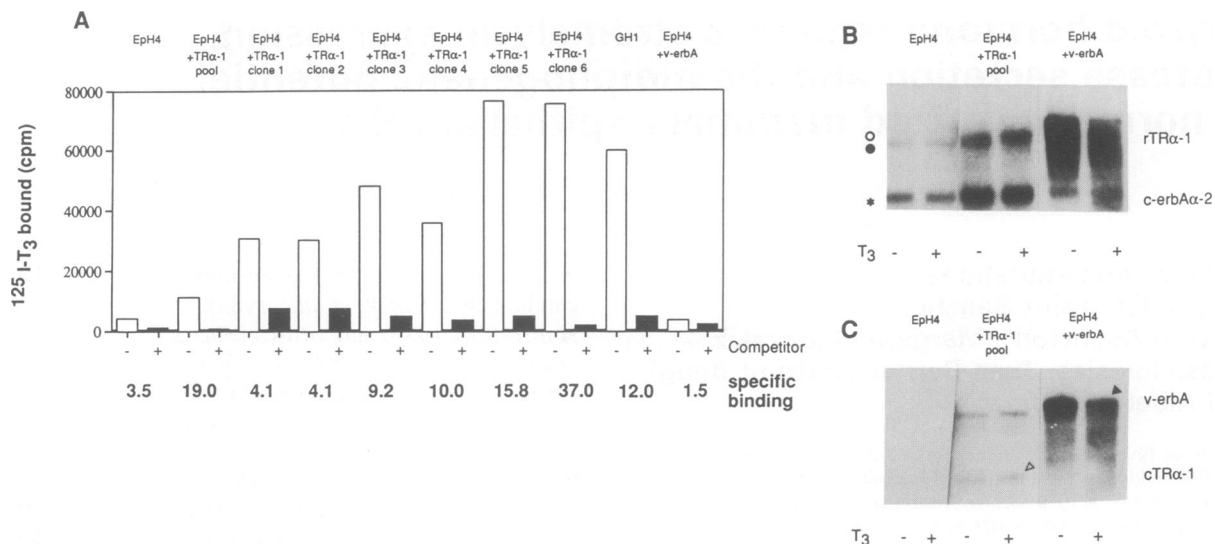 A
EpH4
EpH4
+TRα-1
pool
EpH4
+TRα-1
clone 1
EpH4
+TRα-1
clone 2
EpH4
+TRα-1
clone 3
EpH4
+TRα-1
clone 4
EpH4
+TRα-1
clone 5
EpH4
+TRα-1
clone 6
GH1
EpH4
+v-erbA
125 I-T3 bound (cpm)
80000
60000
40000
20000
0
- + - + - + - + - + - + - + - + - + - + Competitor
3.5 19.0 4.1 4.1 9.2 10.0 15.8 37.0 12.0 1.5 specific
binding
B
EpH4
EpH4
+TRα-1
pool
EpH4
+v-erbA
rTRα-1
*
c-erbAα-2
T3 - + - + - +
C
EpH4
EpH4
+TRα-1
pool
EpH4
+v-erbA
v-erbA
cTRα-1
T3 - + - + - +